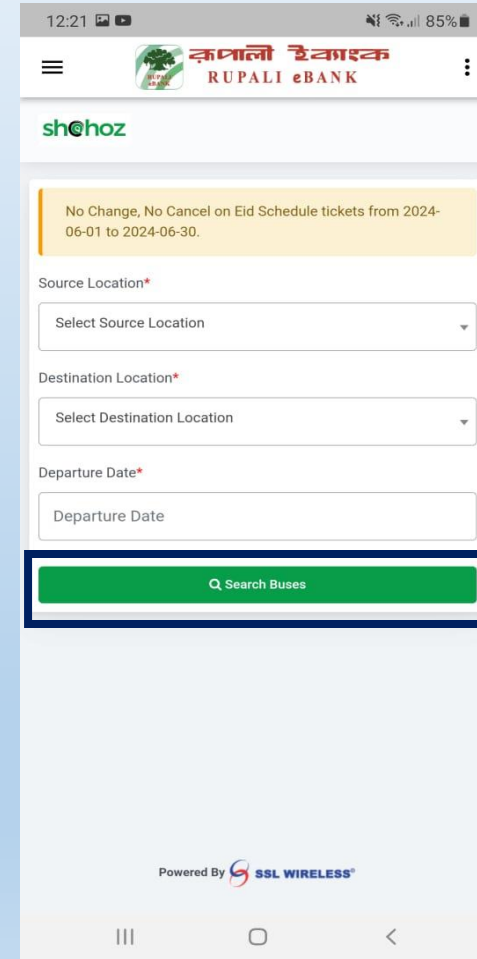 12:21
85%
রূপালী ইব্যাংক
RUPALI eBANK
shohoz
No Change, No Cancel on Eid Schedule tickets from 2024-
06-01 to 2024-06-30.
Source Location*
Select Source Location
Destination Location*
Select Destination Location
Departure Date*
Departure Date
Search Buses
Powered By SSL WIRELESS®